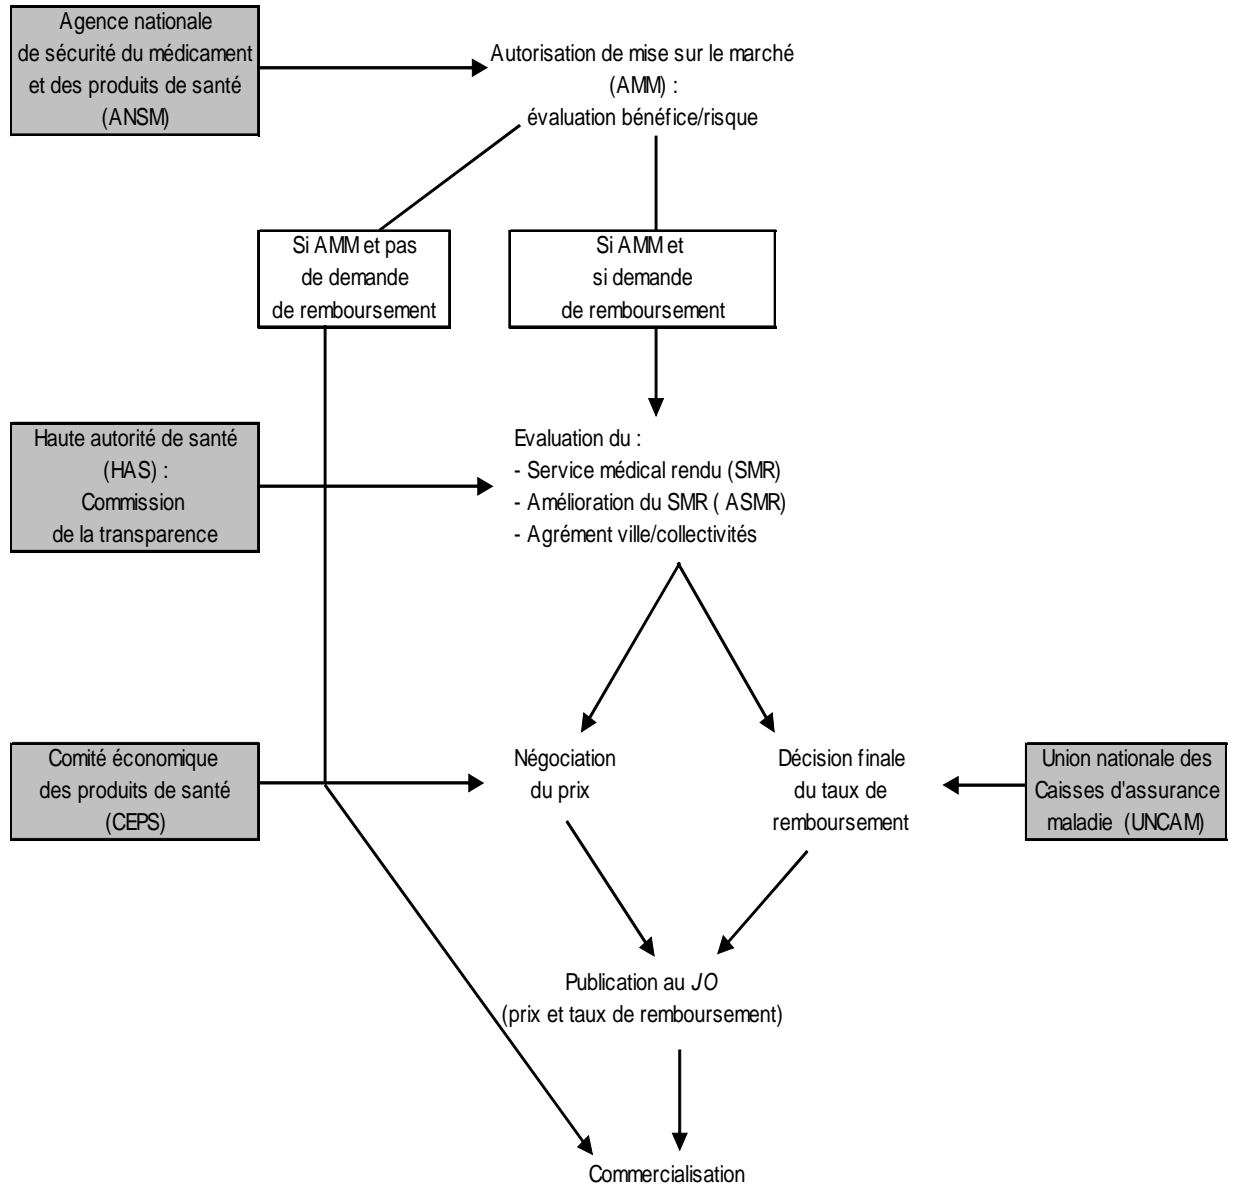 Agence nationale
de sécurité du médicament
et des produits de santé
(ANSM)
Autorisation de mise sur le marché
(AMM) :
évaluation bénéfice/risque
Si AMM et pas
de demande
de remboursement
Si AMM et
si demande
de remboursement
Haute autorité de santé
(HAS) :
Commission
de la transparence
Evaluation du :
- Service médical rendu (SMR)
- Amélioration du SMR ( ASMR)
- Agrément ville/collectivités
Comité économique
des produits de santé
(CEPS)
Négociation
du prix
Décision finale
du taux de
remboursement
Union nationale des
Caisses d'assurance
maladie (UNCAM)
Publication au JO
(prix et taux de remboursement)
Commercialisation